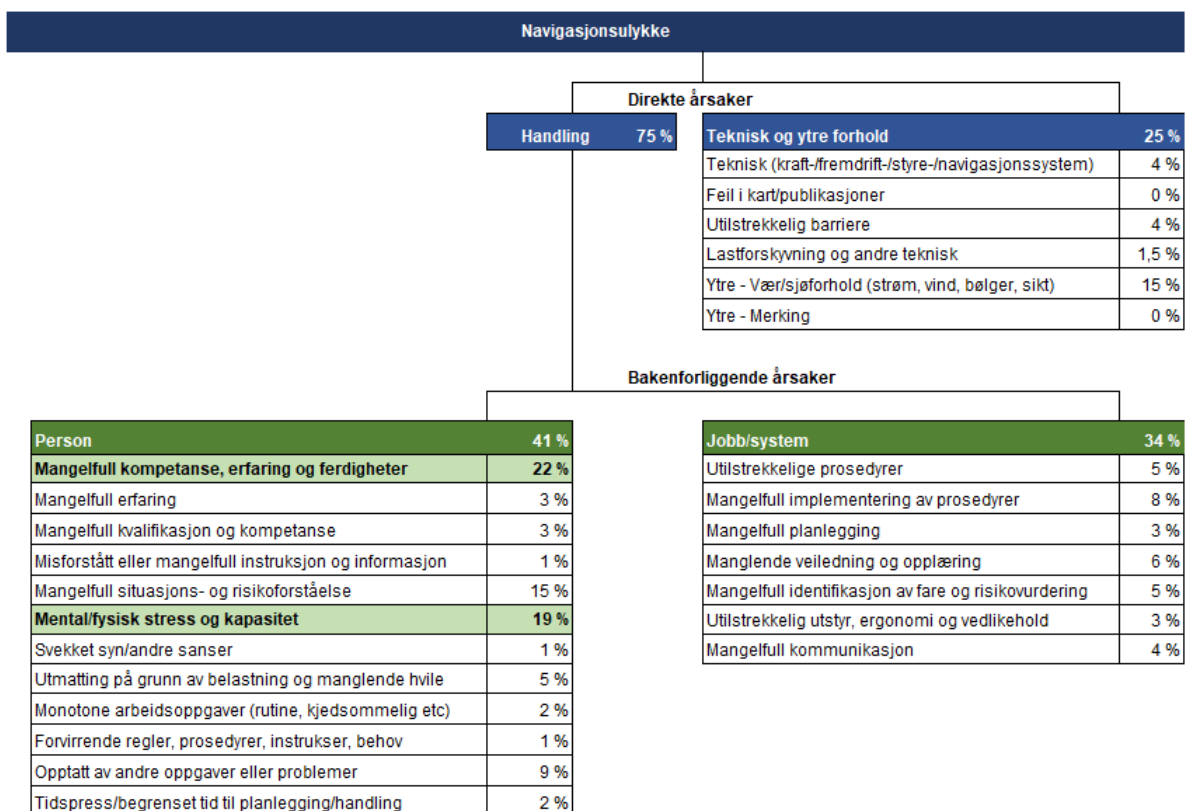 Navigasjonsulykke
Direkte årsaker
Handling 75 %
Teknisk og ytre forhold 25 %
Teknisk (kraft-/fremdrift-/styre-/navigasjonssystem) 4 %
Feil i kart/publikasjoner 0 %
Utilstrekkelig barriere 4 %
Lastforskyvning og andre teknisk 1,5 %
Ytre - Vær/sjøforhold (strøm, vind, bølger, sikt) 15 %
Ytre - Merking 0 %
Bakenforliggende årsaker
Person 41 %
Mangelfull kompetanse, erfaring og ferdigheter 22 %
Mangelfull erfaring 3 %
Mangelfull kvalifikasjon og kompetanse 3 %
Misforstått eller mangelfull instruksjon og informasjon 1 %
Mangelfull situasjons- og risikoforståelse 15 %
Mental/fysisk stress og kapasitet 19 %
Svekket syn/andre sanser 1 %
Utmatting på grunn av belastning og manglende hvile 5 %
Monotone arbeidsoppgaver (rutine, kjedsommelig etc) 2 %
Forvirrende regler, prosedyrer, instrukser, behov 1 %
Opptatt av andre oppgaver eller problemer 9 %
Tidspress/begrenset tid til planlegging/handling 2 %
Jobb/system 34 %
Utilstrekkelige prosedyrer 5 %
Mangelfull implementering av prosedyrer 8 %
Mangelfull planlegging 3 %
Manglende veiledning og opplæring 6 %
Mangelfull identifikasjon av fare og risikovurdering 5 %
Utilstrekkelig utstyr, ergonomi og vedlikehold 3 %
Mangelfull kommunikasjon 4 %